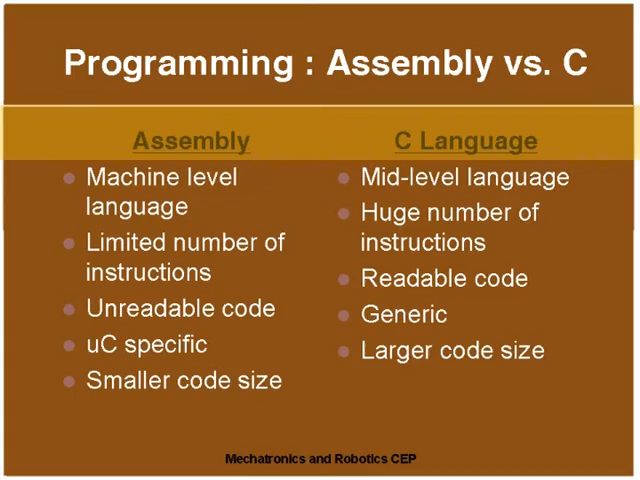 Programming : Assembly vs. C
Assembly
Machine level
language
Limited number of
instructions
Unreadable code
uC specific
Smaller code size
C Language
Mid-level language
Huge number of
instructions
Readable code
Generic
Larger code size
Mechatronics and Robotics CEP